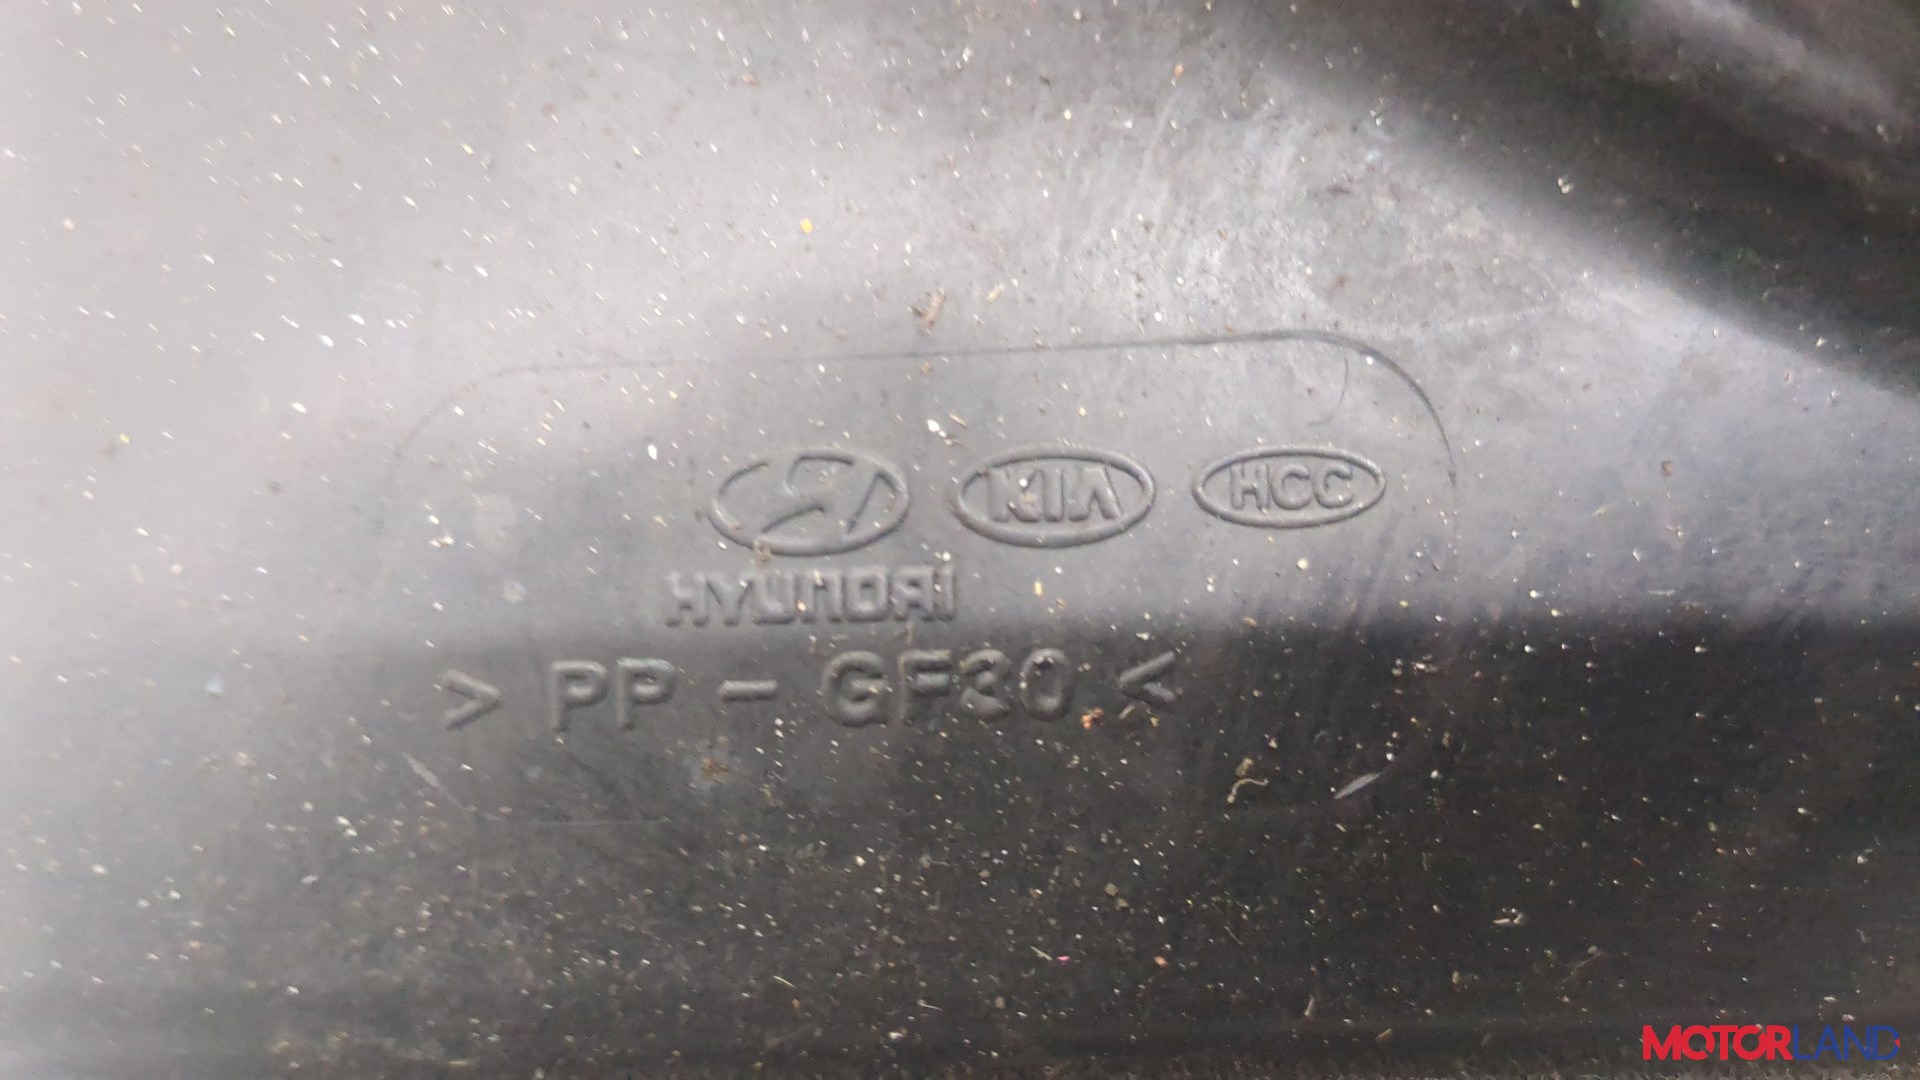 KIA HCC
HYUNDAI
> PP - GF30 <
MOTORLAND